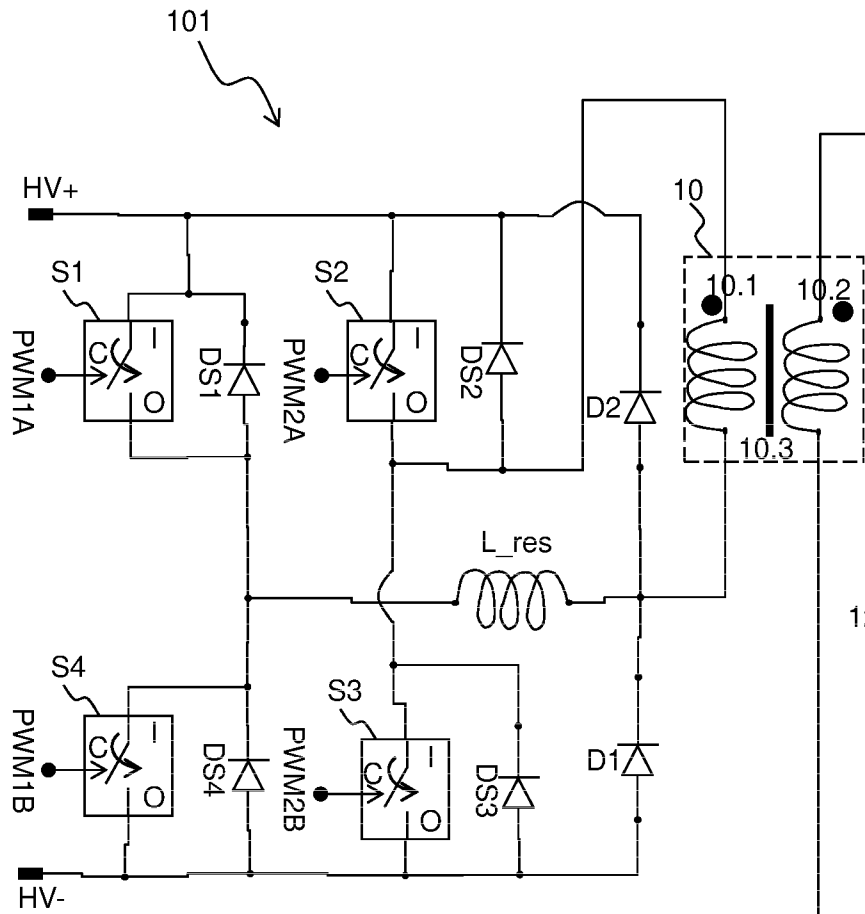 101
HV+
10
S1
S2
10.1
10.2
I
C
O
PWM1A
DS1
I
C
O
PWM2A
DS2
D2
10.3
L_res
12
S4
S3
I
C
O
PWM1B
DS4
I
C
O
PWM2B
DS3
D1
HV-